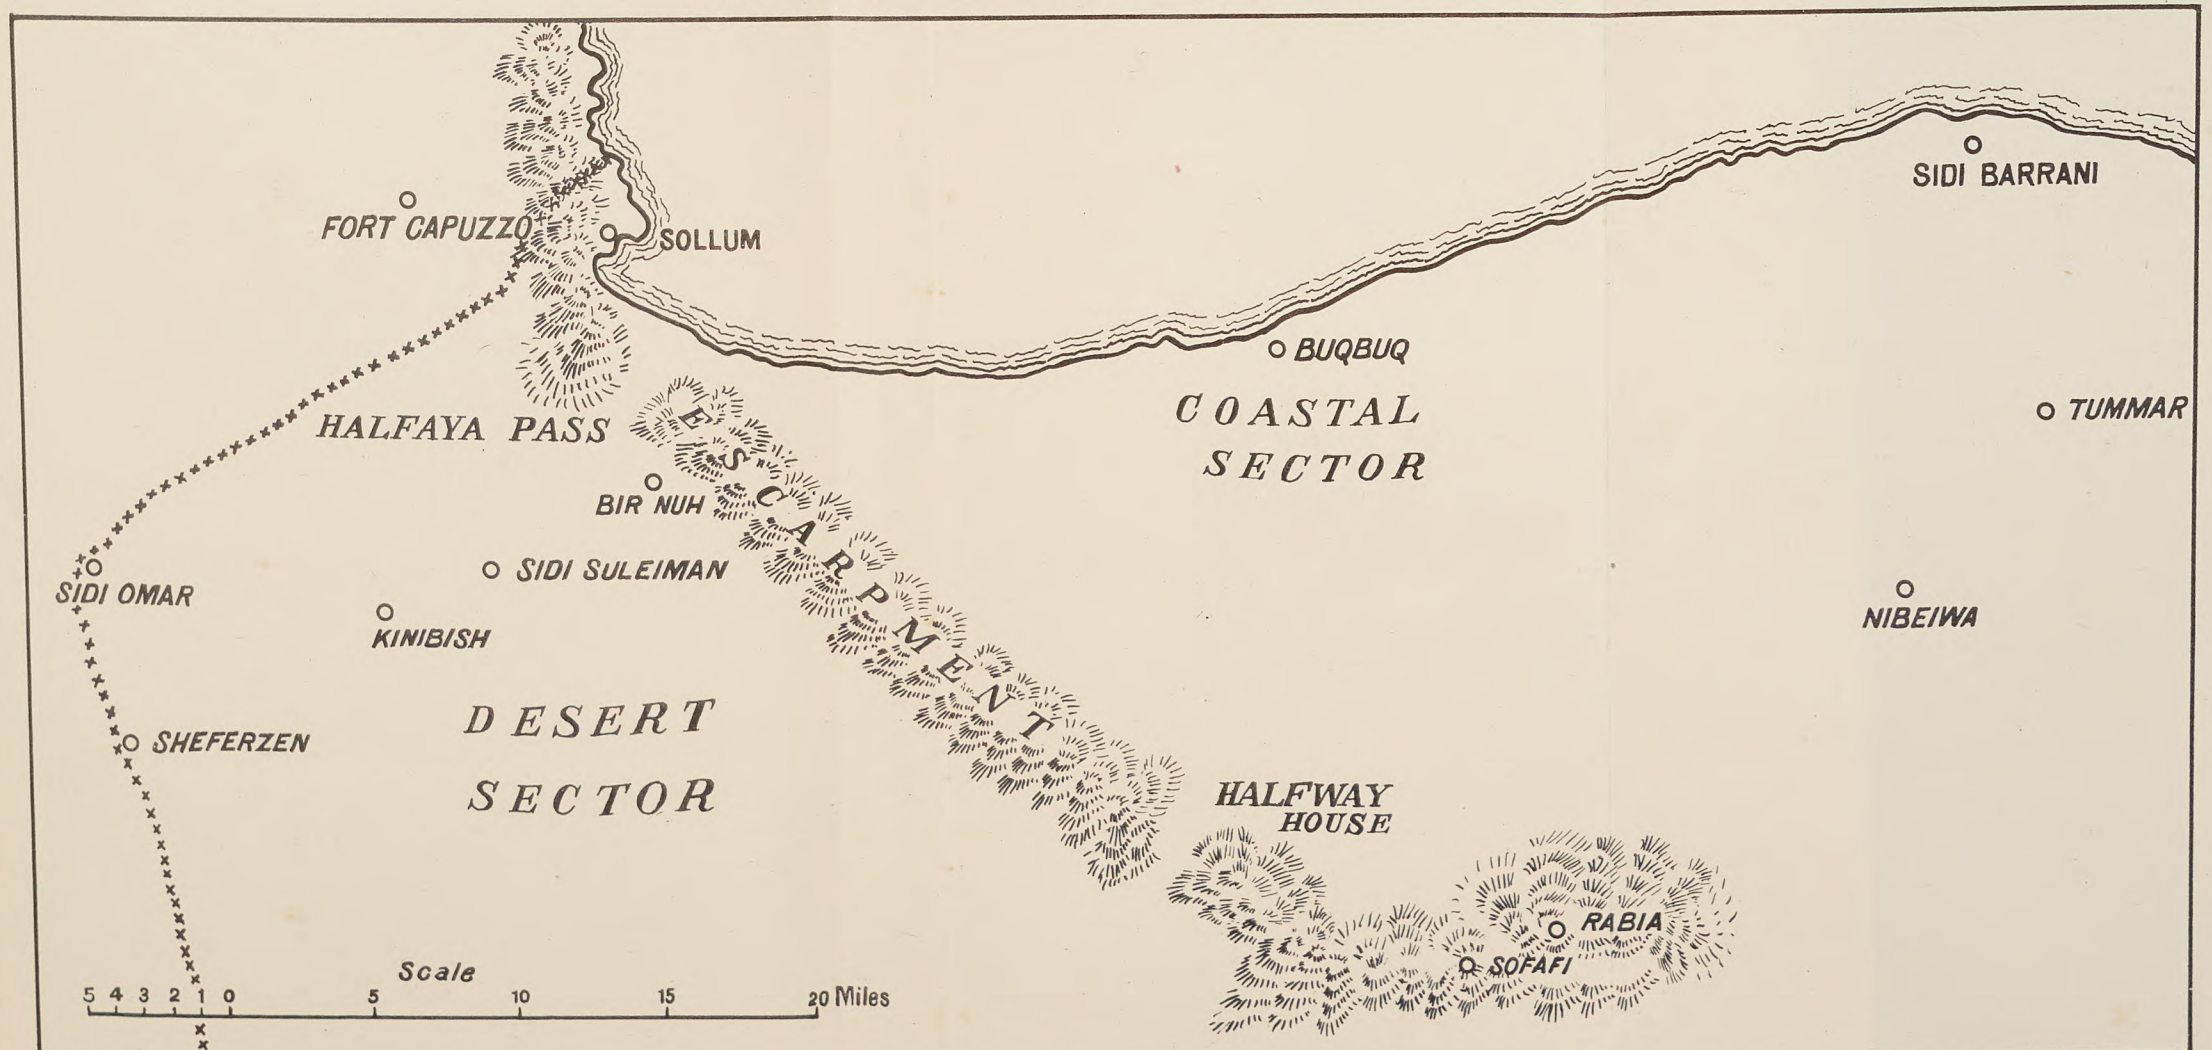 SIDI BARRANI
FORT CAPUZZO
SOLLUM
BUQBUQ
COASTAL
SECTOR
TUMMAR
HALFAYA PASS
ESCARPMENT
BIR NUH
SIDI SULEIMAN
SIDI OMAR
KINIBISH
NIBEIWA
DESERT
SECTOR
SHEFERZEN
HALFWAY
HOUSE
RABIA
SOFAFI
Scale
5 4 3 2 1 0 5 10 15 20 Miles